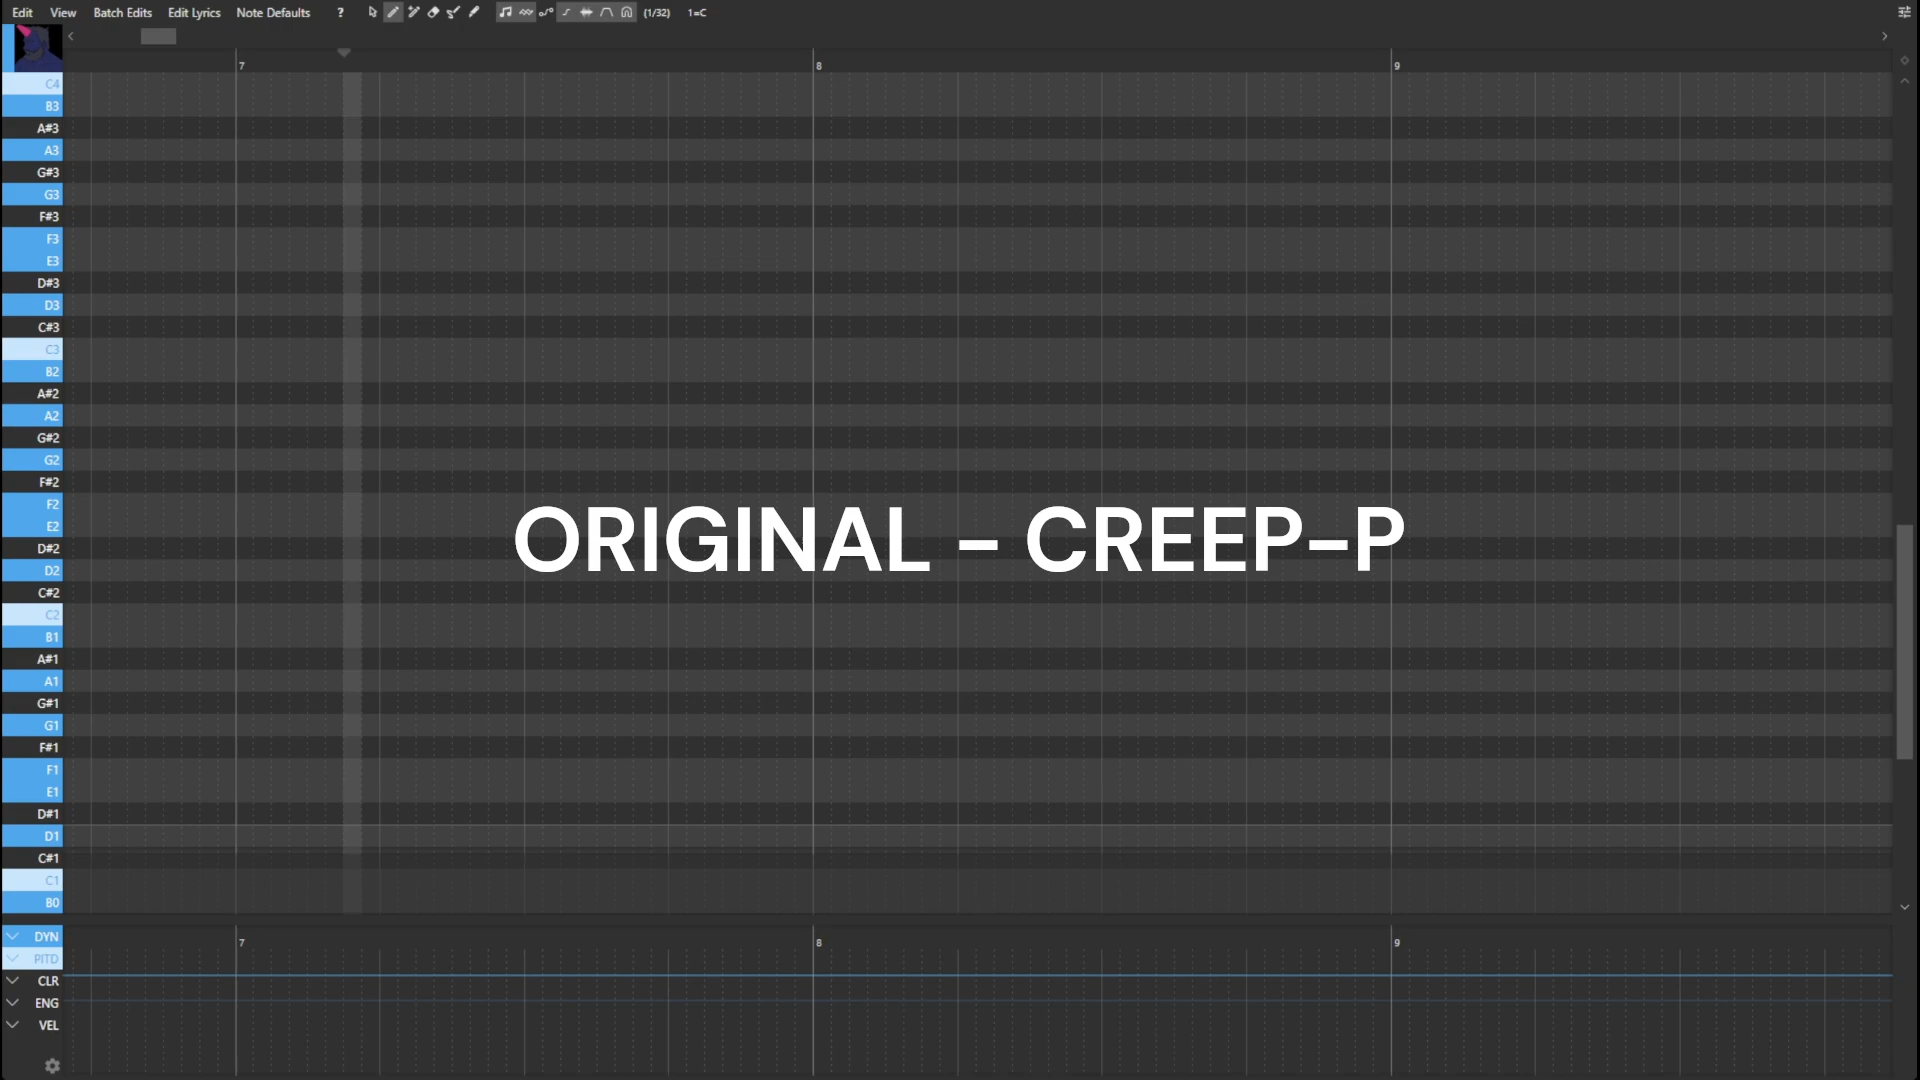 Edit View Batch Edits Edit Lyrics Note Defaults ? (1/32) 1=C
7 8 9
C4
B3
A#3
A3
G#3
G3
F#3
F3
E3
D#3
D3
C#3
C3
B2
A#2
A2
G#2
G2
F#2
F2
E2
ORIGINAL - CREEP-P
D#2
D2
C#2
C2
B1
A#1
A1
G#1
G1
F#1
F1
E1
D#1
D1
C#1
C1
B0
DYN
7 8 9
PITD
CLR
ENG
VEL